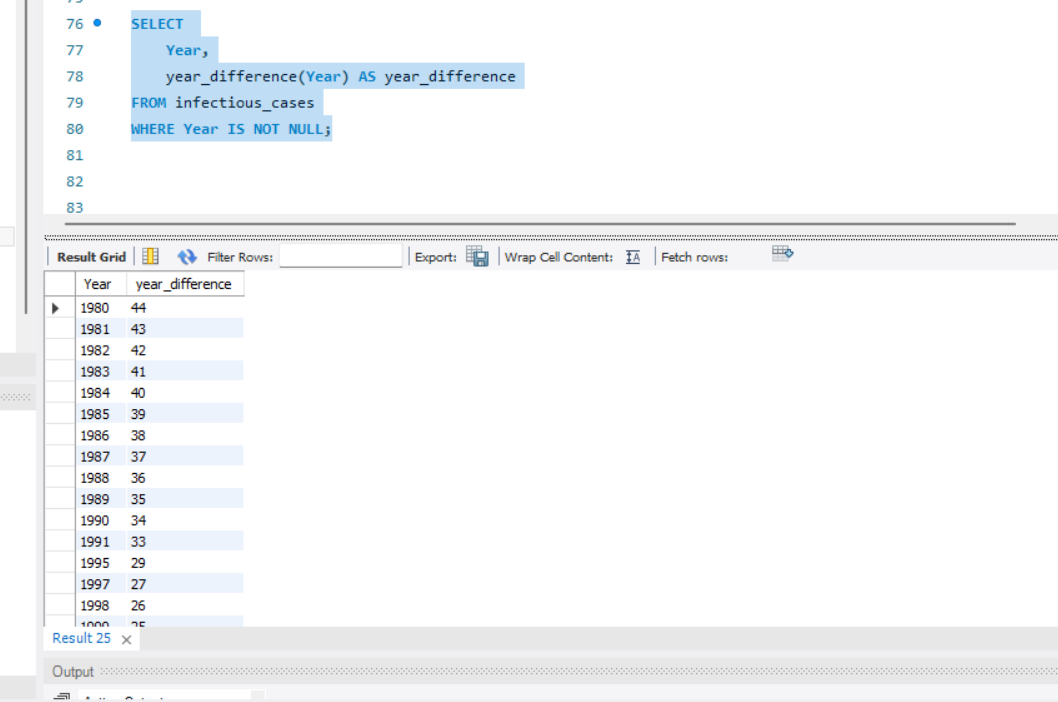 76 SELECT
77 Year,
78 year_difference(Year) AS year_difference
79 FROM infectious_cases
80 WHERE Year IS NOT NULL;
81
82
83
Result Grid Filter Rows: Export: Wrap Cell Content: IA Fetch rows:
Year year_difference
1980 44
1981 43
1982 42
1983 41
1984 40
1985 39
1986 38
1987 37
1988 36
1989 35
1990 34
1991 33
1995 29
1997 27
1998 26
1999 25
Result 25
Output